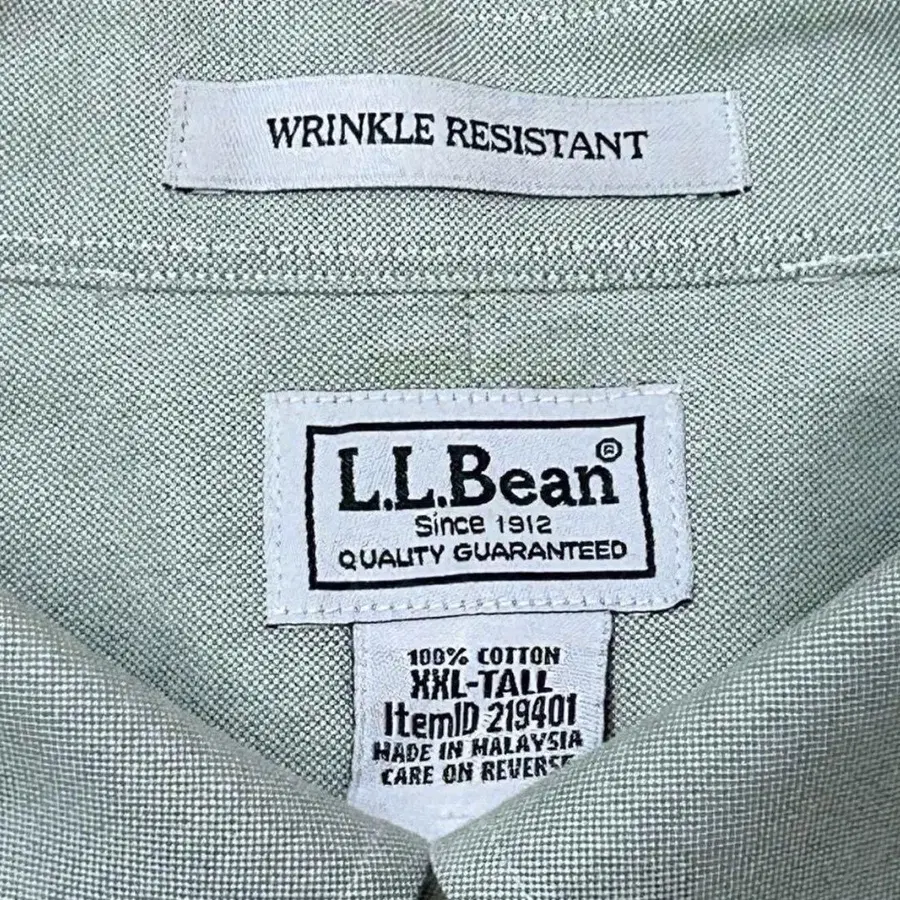 WRINKLE RESISTANT
L.L.Bean®
Since 1912
QUALITY GUARANTEED
100% COTTON
XXL-TALL
ItemID 219401
MADE IN MALAYSIA
CARE ON REVERSE